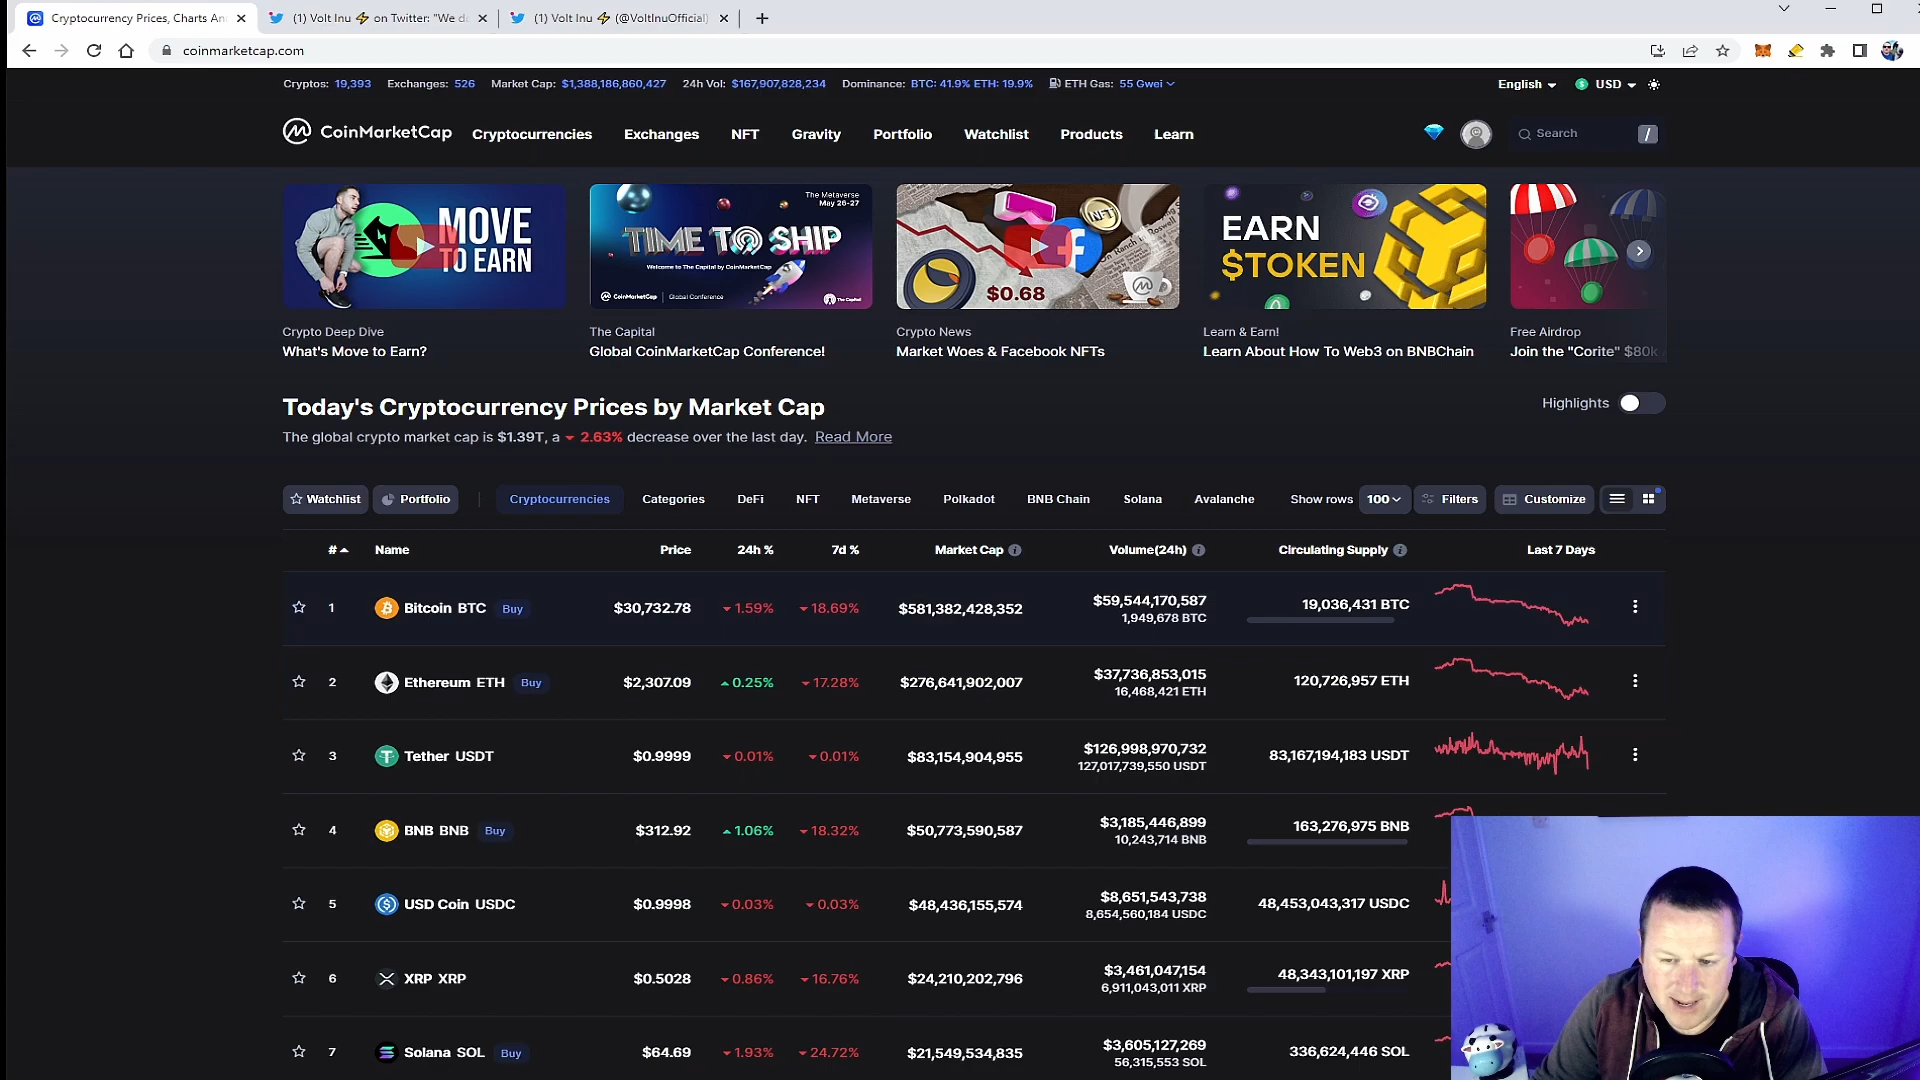 Cryptocurrency Prices, Charts An
(1) Volt Inu ⚡ on Twitter: "We do
(1) Volt Inu ⚡ (@VoltInuOfficial)
coinmarketcap.com
Cryptos: 19,393 Exchanges: 526 Market Cap: $1,388,186,860,427 24h Vol: $167,907,828,234 Dominance: BTC: 41.9% ETH: 19.9% ETH Gas: 55 Gwei
English USD
CoinMarketCap Cryptocurrencies Exchanges NFT Gravity Portfolio Watchlist Products Learn Search /
MOVE TO EARN
The Metaverse
May 26-27
TIME TO SHIP
Welcome to The Capital by CoinMarketCap
CoinMarketCap Global Conference The Capital
NFT
$0.68
EARN
$TOKEN
Crypto Deep Dive
What's Move to Earn?
The Capital
Global CoinMarketCap Conference!
Crypto News
Market Woes & Facebook NFTs
Learn & Earn!
Learn About How To Web3 on BNBChain
Free Airdrop
Join the "Corite" $80k
Today's Cryptocurrency Prices by Market Cap
Highlights
The global crypto market cap is $1.39T, a 2.63% decrease over the last day. Read More
Watchlist Portfolio Cryptocurrencies Categories DeFi NFT Metaverse Polkadot BNB Chain Solana Avalanche Show rows 100 Filters Customize
# Name Price 24h % 7d % Market Cap Volume(24h) Circulating Supply Last 7 Days
1 Bitcoin BTC Buy $30,732.78 1.59% 18.69% $581,382,428,352 $59,544,170,587 19,036,431 BTC
1,949,678 BTC
2 Ethereum ETH Buy $2,307.09 0.25% 17.28% $276,641,902,007 $37,736,853,015 120,726,957 ETH
16,468,421 ETH
3 Tether USDT $0.9999 0.01% 0.01% $83,154,904,955 $126,998,970,732 83,167,194,183 USDT
127,017,739,550 USDT
4 BNB BNB Buy $312.92 1.06% 18.32% $50,773,590,587 $3,185,446,899 163,276,975 BNB
10,243,714 BNB
5 USD Coin USDC $0.9998 0.03% 0.03% $48,436,155,574 $8,651,543,738 48,453,043,317 USDC
8,654,560,184 USDC
6 XRP XRP $0.5028 0.86% 16.76% $24,210,202,796 $3,461,047,154 48,343,101,197 XRP
6,911,043,011 XRP
7 Solana SOL Buy $64.69 1.93% 24.72% $21,549,534,835 $3,605,127,269 336,624,446 SOL
56,315,553 SOL